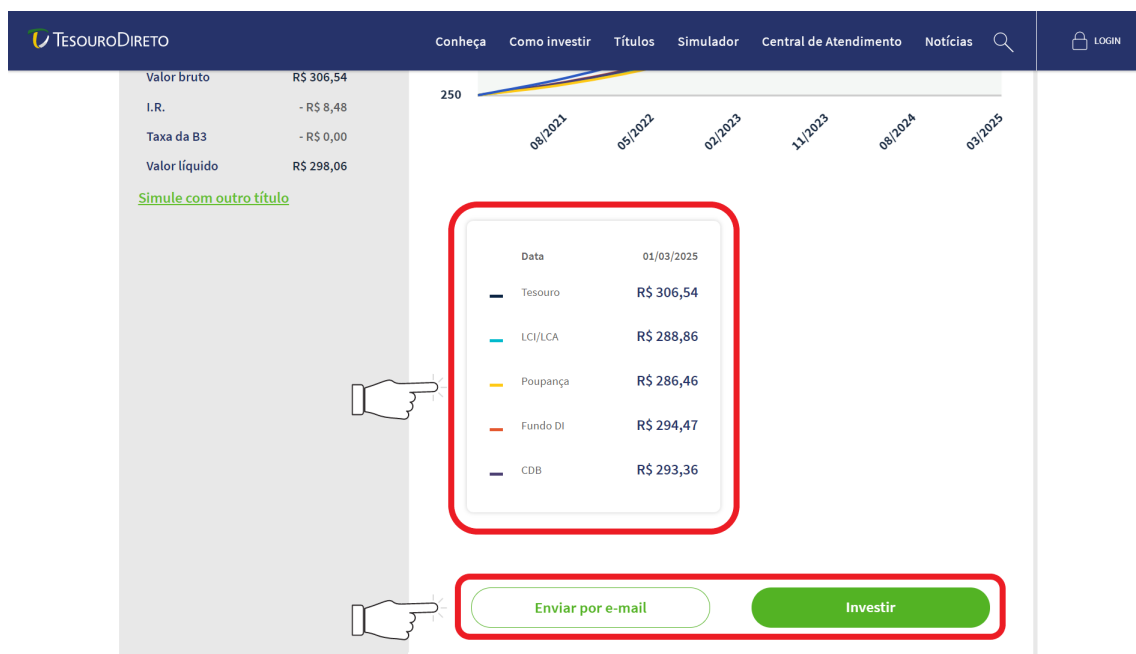 TesouroDireto
Conheça Como investir Títulos Simulador Central de Atendimento Notícias LOGIN
Valor bruto R$ 306,54
I.R. - R$ 8,48
Taxa da B3 - R$ 0,00
Valor líquido R$ 298,06
Simule com outro título
250
08/2021 05/2022 02/2023 11/2023 08/2024 03/2025
Data 01/03/2025
Tesouro R$ 306,54
LCI/LCA R$ 288,86
Poupança R$ 286,46
Fundo DI R$ 294,47
CDB R$ 293,36
Enviar por e-mail Investir